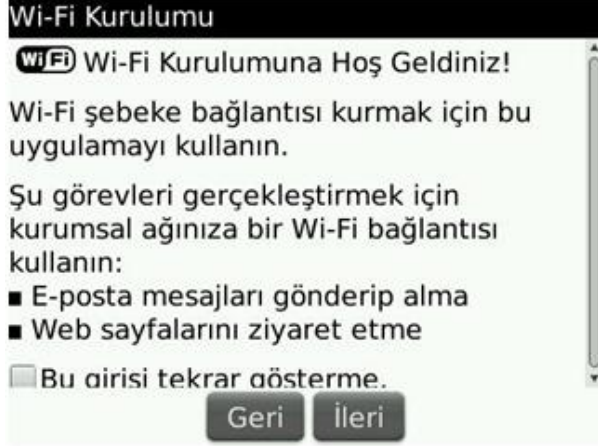 Wi-Fi Kurulumu
Wi Fi Wi-Fi Kurulumuna Hoş Geldiniz!
Wi-Fi şebeke bağlantısı kurmak için bu
uygulamayı kullanın.
Şu görevleri gerçekleştirmek için
kurumsal ağınıza bir Wi-Fi bağlantısı
kullanın:
▪ E-posta mesajları gönderip alma
▪ Web sayfalarını ziyaret etme
Bu girişi tekrar gösterme.
Geri İleri